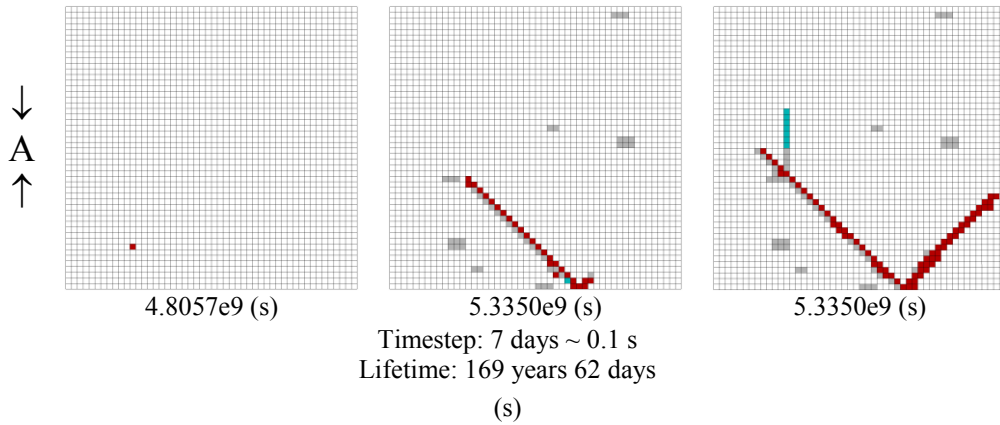 ↓
A
↑
4.8057e9 (s) 5.3350e9 (s) 5.3350e9 (s)
Timestep: 7 days ~ 0.1 s
Lifetime: 169 years 62 days
(s)